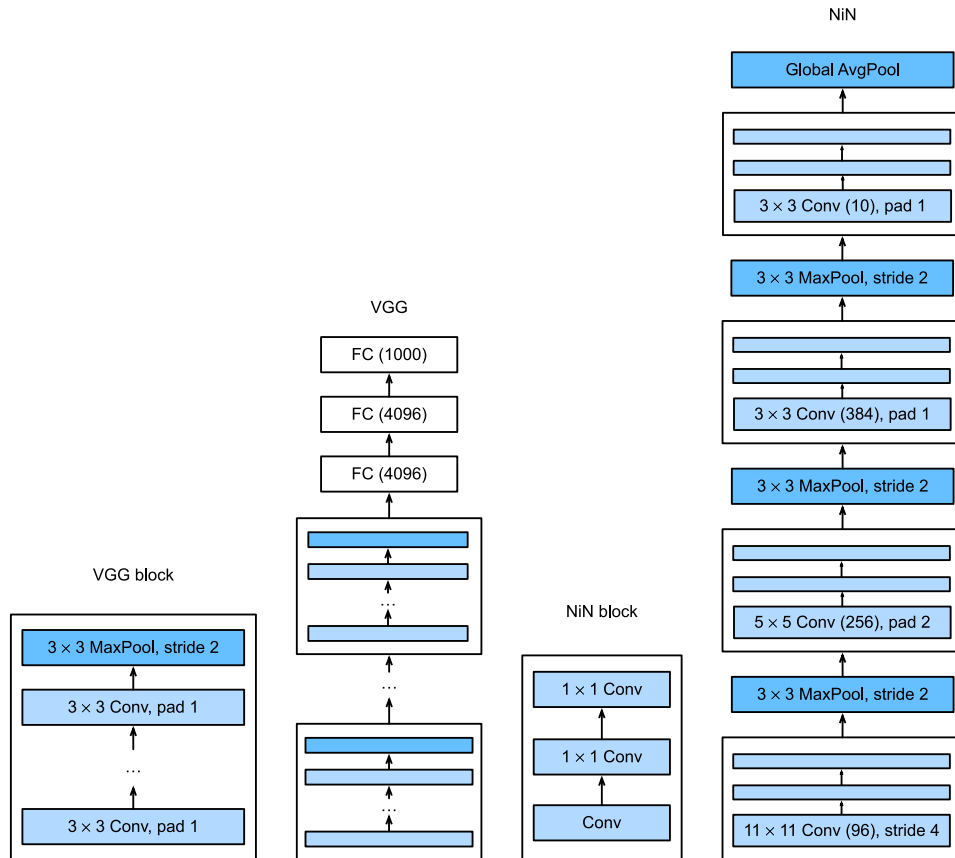 VGG block
3 × 3 MaxPool, stride 2
3 × 3 Conv, pad 1
...
3 × 3 Conv, pad 1
VGG
FC (1000)
FC (4096)
FC (4096)
...
...
...
NiN block
1 × 1 Conv
1 × 1 Conv
Conv
NiN
Global AvgPool
3 × 3 Conv (10), pad 1
3 × 3 MaxPool, stride 2
3 × 3 Conv (384), pad 1
3 × 3 MaxPool, stride 2
5 × 5 Conv (256), pad 2
3 × 3 MaxPool, stride 2
11 × 11 Conv (96), stride 4